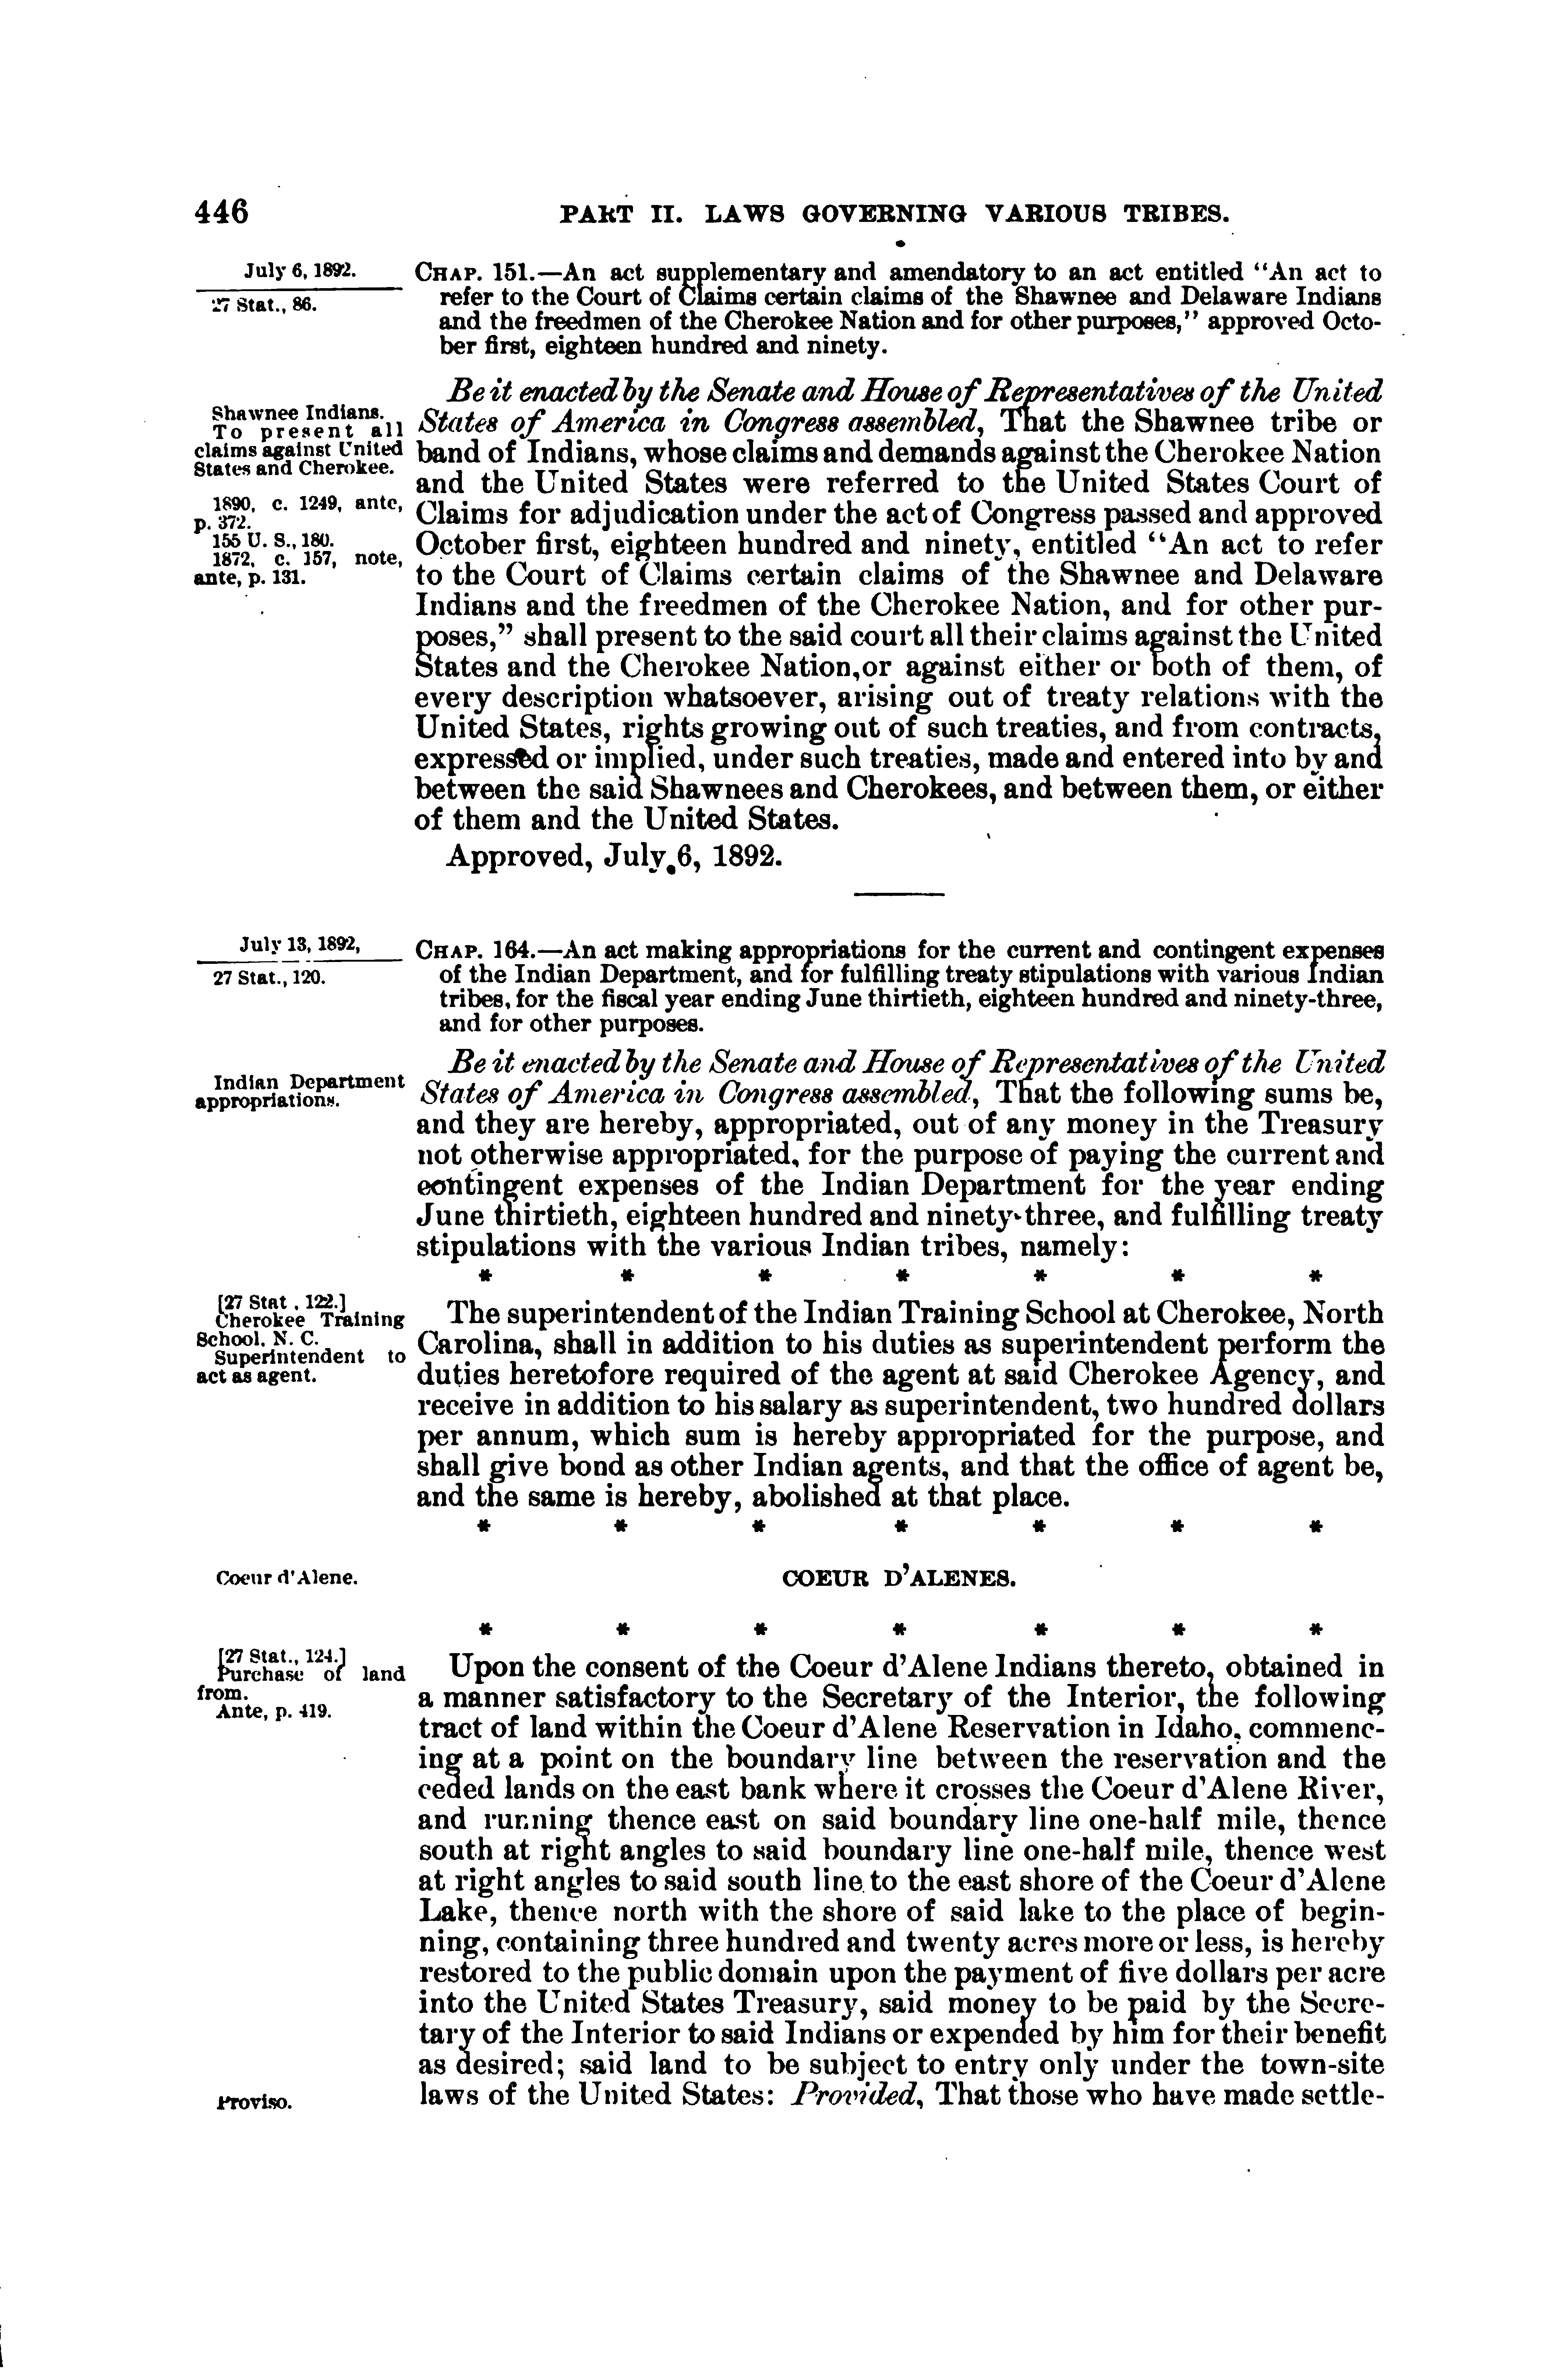 446
PART II. LAWS GOVERNING VARIOUS TRIBES.
July 6, 1892.
27 Stat., 86.
CHAP. 151.—An act supplementary and amendatory to an act entitled “An act to
refer to the Court of Claims certain claims of the Shawnee and Delaware Indians
and the freedmen of the Cherokee Nation and for other purposes,” approved Octo-
ber first, eighteen hundred and ninety.
Shawnee Indians.
To present all
claims against United
States and Cherokee.
1890, c. 1249, ante,
p. 372.
155 U. S., 180.
1872, c. 157, note,
ante, p. 131.
Be it enacted by the Senate and House of Representatives of the United
States of America in Congress assembled, That the Shawnee tribe or
band of Indians, whose claims and demands against the Cherokee Nation
and the United States were referred to the United States Court of
Claims for adjudication under the act of Congress passed and approved
October first, eighteen hundred and ninety, entitled “An act to refer
to the Court of Claims certain claims of the Shawnee and Delaware
Indians and the freedmen of the Cherokee Nation, and for other pur-
poses,” shall present to the said court all their claims against the United
States and the Cherokee Nation, or against either or both of them, of
every description whatsoever, arising out of treaty relations with the
United States, rights growing out of such treaties, and from contracts,
expressed or implied, under such treaties, made and entered into by and
between the said Shawnees and Cherokees, and between them, or either
of them and the United States.
Approved, July 6, 1892.
July 13, 1892,
27 Stat., 120.
CHAP. 164.—An act making appropriations for the current and contingent expenses
of the Indian Department, and for fulfilling treaty stipulations with various Indian
tribes, for the fiscal year ending June thirtieth, eighteen hundred and ninety-three,
and for other purposes.
Indian Department
appropriations.
Be it enacted by the Senate and House of Representatives of the United
States of America in Congress assembled, That the following sums be,
and they are hereby, appropriated, out of any money in the Treasury
not otherwise appropriated, for the purpose of paying the current and
contingent expenses of the Indian Department for the year ending
June thirtieth, eighteen hundred and ninety-three, and fulfilling treaty
stipulations with the various Indian tribes, namely:
* * * * * * *
[27 Stat., 122.]
Cherokee Training
School, N. C.
Superintendent to
act as agent.
The superintendent of the Indian Training School at Cherokee, North
Carolina, shall in addition to his duties as superintendent perform the
duties heretofore required of the agent at said Cherokee Agency, and
receive in addition to his salary as superintendent, two hundred dollars
per annum, which sum is hereby appropriated for the purpose, and
shall give bond as other Indian agents, and that the office of agent be,
and the same is hereby, abolished at that place.
* * * * * * *
Coeur d'Alene.
COEUR D'ALENES.
* * * * * * *
[27 Stat., 124.]
Purchase of land
from.
Ante, p. 419.
Upon the consent of the Coeur d'Alene Indians thereto, obtained in
a manner satisfactory to the Secretary of the Interior, the following
tract of land within the Coeur d'Alene Reservation in Idaho, commenc-
ing at a point on the boundary line between the reservation and the
ceded lands on the east bank where it crosses the Coeur d'Alene River,
and running thence east on said boundary line one-half mile, thence
south at right angles to said boundary line one-half mile, thence west
at right angles to said south line to the east shore of the Coeur d'Alene
Lake, thence north with the shore of said lake to the place of begin-
ning, containing three hundred and twenty acres more or less, is hereby
restored to the public domain upon the payment of five dollars per acre
into the United States Treasury, said money to be paid by the Secre-
tary of the Interior to said Indians or expended by him for their benefit
as desired; said land to be subject to entry only under the town-site
Proviso.
laws of the United States: Provided, That those who have made settle-